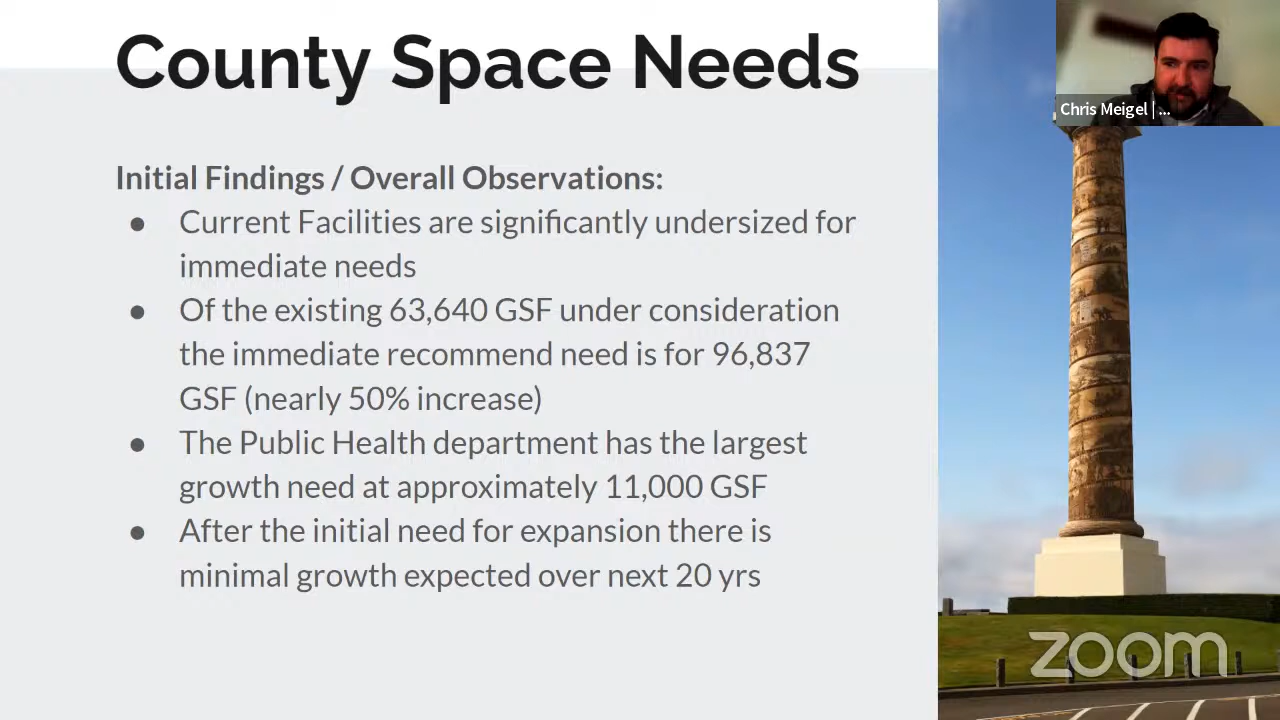 County Space Needs
Chris Meigel | ...
Initial Findings / Overall Observations:
● Current Facilities are significantly undersized for
immediate needs
● Of the existing 63,640 GSF under consideration
the immediate recommend need is for 96,837
GSF (nearly 50% increase)
● The Public Health department has the largest
growth need at approximately 11,000 GSF
● After the initial need for expansion there is
minimal growth expected over next 20 yrs
zoom